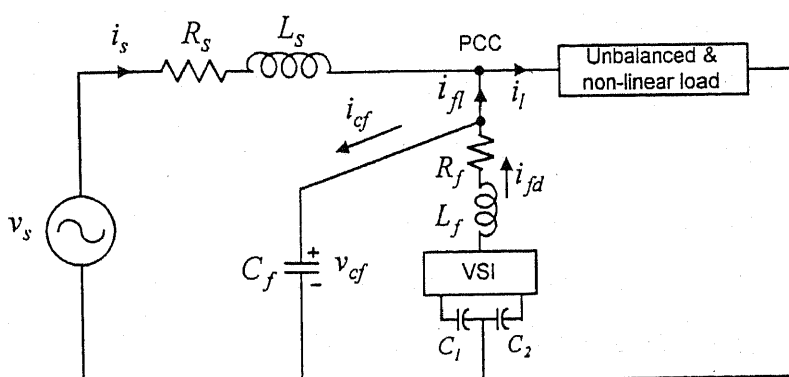 i_s
R_s
L_s
PCC
Unbalanced &
non-linear load
i_fl
i_l
i_cf
R_f
i_fd
v_s
L_f
C_f
+
-
v_cf
VSI
C_1
C_2